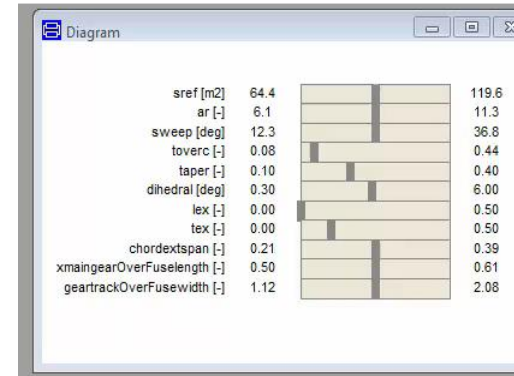 Diagram
sref [m2] 64.4 119.6
ar [-] 6.1 11.3
sweep [deg] 12.3 36.8
toverc [-] 0.08 0.44
taper [-] 0.10 0.40
dihedral [deg] 0.30 6.00
lex [-] 0.00 0.50
tex [-] 0.00 0.50
chordextspan [-] 0.21 0.39
xmaingearOverFuselength [-] 0.50 0.61
geartrackOverFusewidth [-] 1.12 2.08